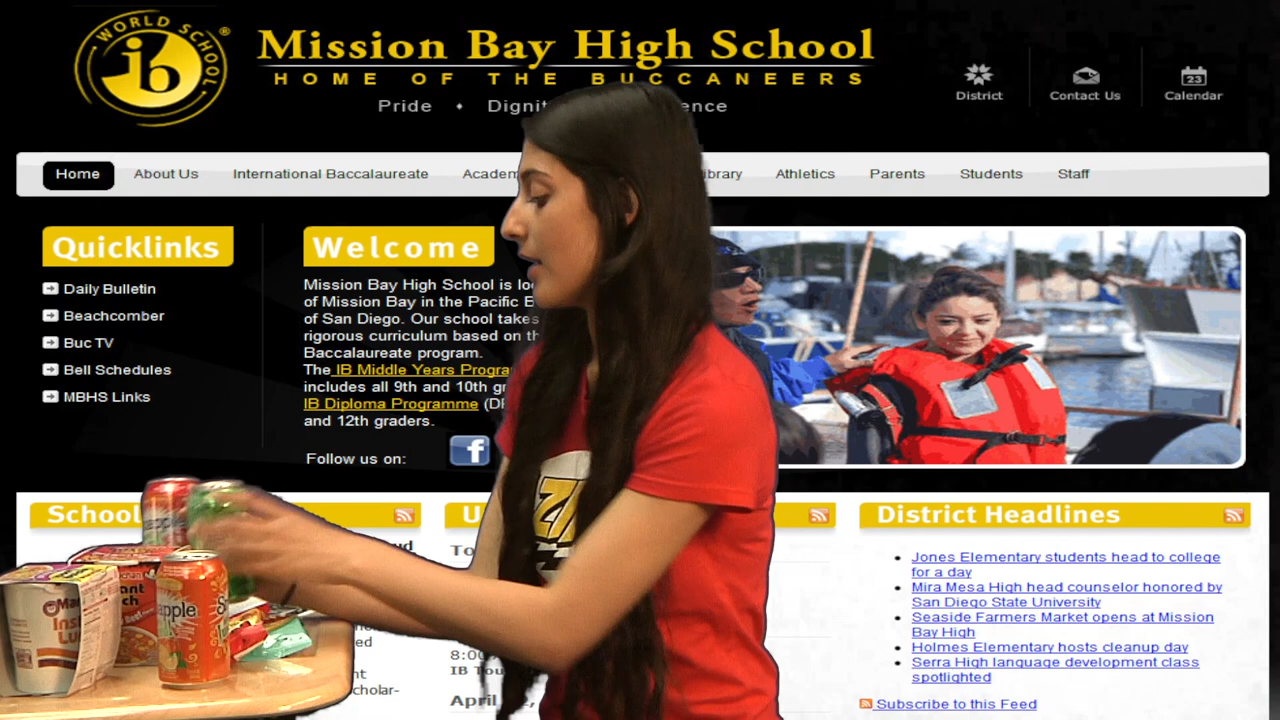 WORLD SCHOOL
ib
®
Mission Bay High School
HOME OF THE BUCCANEERS
Pride • Dignit ence
District
Contact Us
23
Calendar
Home
About Us
International Baccalaureate
Academ
ibrary
Athletics
Parents
Students
Staff
Quicklinks
Daily Bulletin
Beachcomber
Buc TV
Bell Schedules
MBHS Links
Welcome
Mission Bay High School is lo
of Mission Bay in the Pacific B
of San Diego. Our school takes
rigorous curriculum based on th
Baccalaureate program.
The IB Middle Years Progra
includes all 9th and 10th gr
IB Diploma Programme (D
and 12th graders.
Follow us on:
f
School
U
To
8:00
IB Tou
April
ed
nt
cholar-
apple
District Headlines
Jones Elementary students head to college
for a day
Mira Mesa High head counselor honored by
San Diego State University
Seaside Farmers Market opens at Mission
Bay High
Holmes Elementary hosts cleanup day
Serra High language development class
spotlighted
Subscribe to this Feed